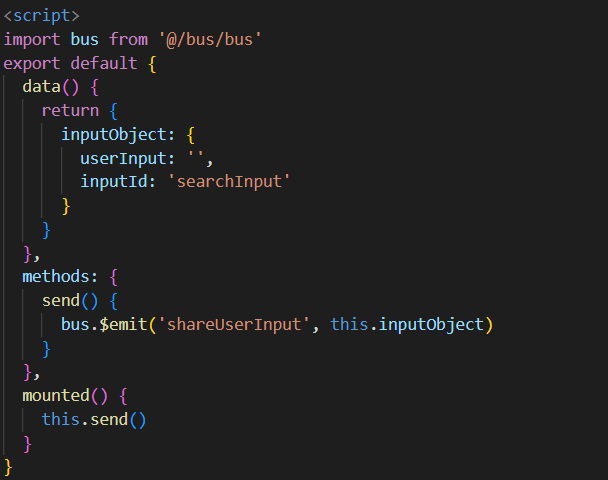 <script>
import bus from '@/bus/bus'
export default {
  data() {
    return {
      inputObject: {
        userInput: '',
        inputId: 'searchInput'
      }
    }
  },
  methods: {
    send() {
      bus.$emit('shareUserInput', this.inputObject)
    }
  },
  mounted() {
    this.send()
  }
}